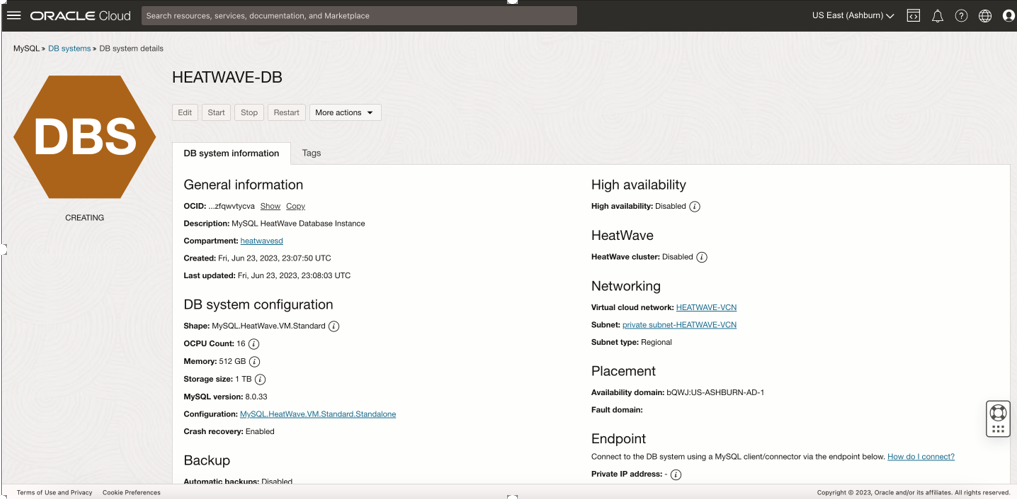 ORACLE Cloud
Search resources, services, documentation, and Marketplace
US East (Ashburn)
MySQL » DB systems » DB system details
DBS
CREATING
HEATWAVE-DB
Edit Start Stop Restart More actions
DB system information Tags
General information
OCID: ...zfqwvtycva Show Copy
Description: MySQL HeatWave Database Instance
Compartment: heatwavesd
Created: Fri, Jun 23, 2023, 23:07:50 UTC
Last updated: Fri, Jun 23, 2023, 23:08:03 UTC
DB system configuration
Shape: MySQL.HeatWave.VM.Standard
OCPU Count: 16
Memory: 512 GB
Storage size: 1 TB
MySQL version: 8.0.33
Configuration: MySQL.HeatWave.VM.Standard.Standalone
Crash recovery: Enabled
Backup
Automatic backups: Disabled
High availability
High availability: Disabled
HeatWave
HeatWave cluster: Disabled
Networking
Virtual cloud network: HEATWAVE-VCN
Subnet: private subnet-HEATWAVE-VCN
Subnet type: Regional
Placement
Availability domain: bQWJ:US-ASHBURN-AD-1
Fault domain:
Endpoint
Connect to the DB system using a MySQL client/connector via the endpoint below. How do I connect?
Private IP address: -
Terms of Use and Privacy Cookie Preferences
Copyright © 2023, Oracle and/or its affiliates. All rights reserved.